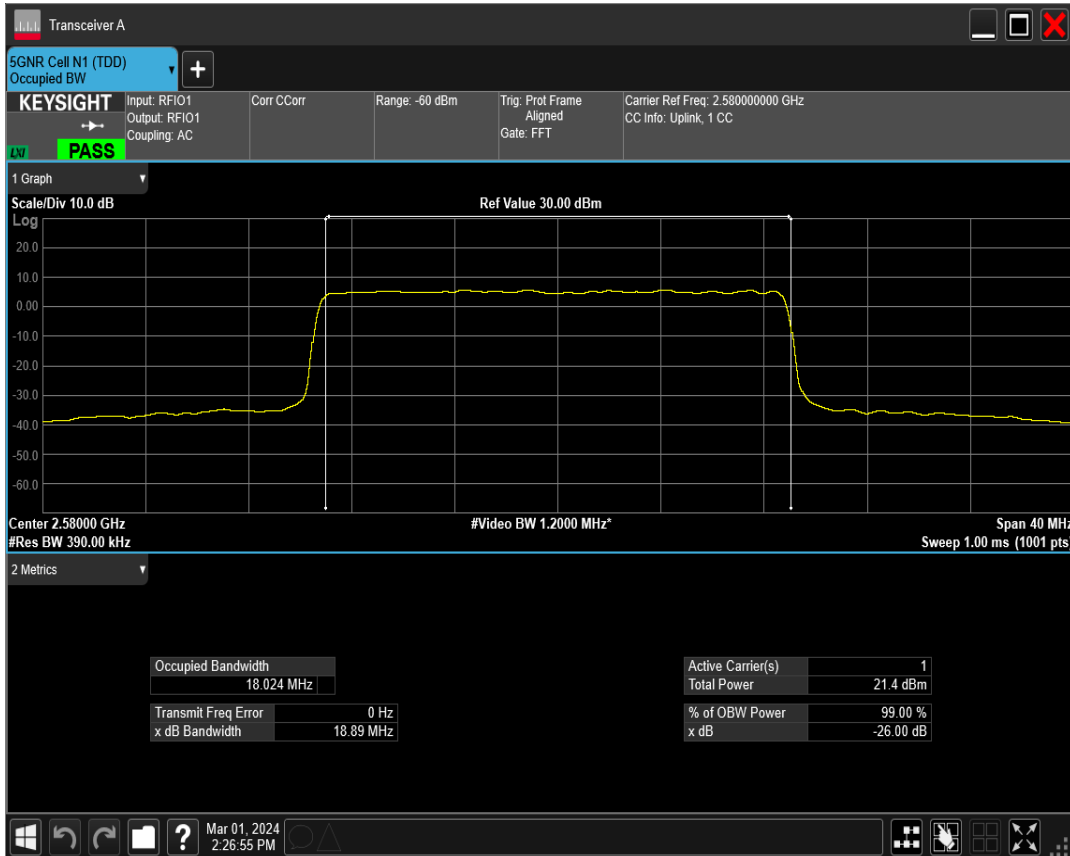 Transceiver A
5GNR Cell N1 (TDD)
Occupied BW
+
KEYSIGHT
LXI
PASS
Input: RFIO1
Output: RFIO1
Coupling: AC
Corr CCorr
Range: -60 dBm
Trig: Prot Frame
Aligned
Gate: FFT
Carrier Ref Freq: 2.580000000 GHz
CC Info: Uplink, 1 CC
1 Graph
Scale/Div 10.0 dB
Ref Value 30.00 dBm
Log
20.0
10.0
0.00
-10.0
-20.0
-30.0
-40.0
-50.0
-60.0
Center 2.58000 GHz
#Video BW 1.2000 MHz*
Span 40 MHz
#Res BW 390.00 kHz
Sweep 1.00 ms (1001 pts)
2 Metrics
Occupied Bandwidth
18.024 MHz
Transmit Freq Error 0 Hz
x dB Bandwidth 18.89 MHz
Active Carrier(s) 1
Total Power 21.4 dBm
% of OBW Power 99.00 %
x dB -26.00 dB
?
Mar 01, 2024
2:26:55 PM